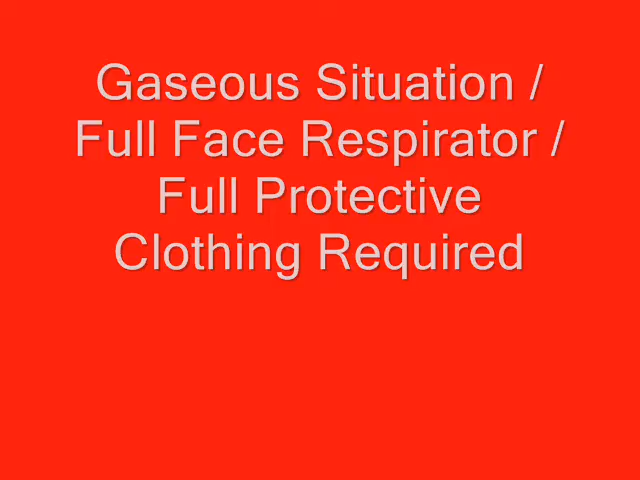 Gaseous Situation /
Full Face Respirator /
Full Protective
Clothing Required